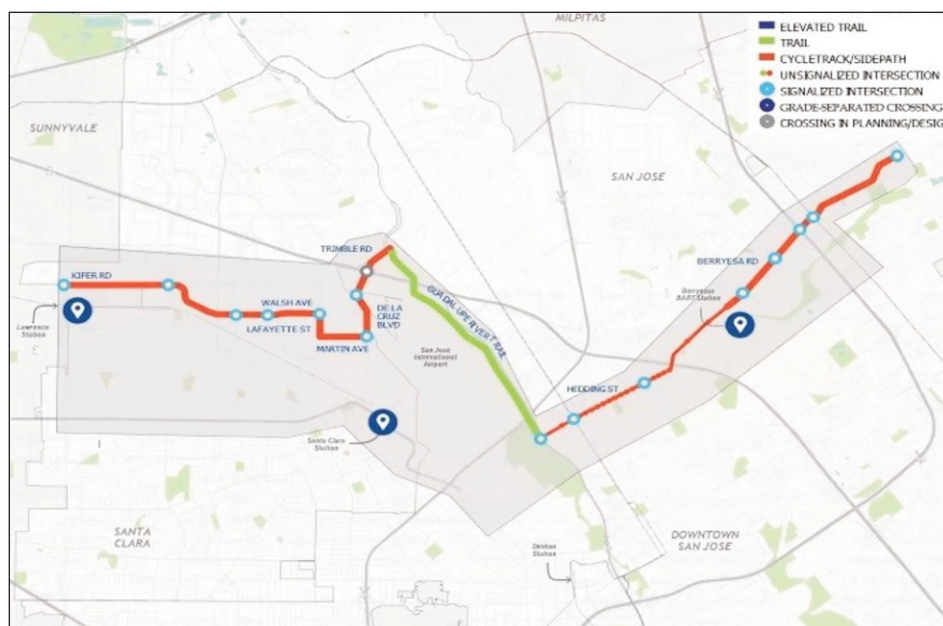 MILPITAS
ELEVATED TRAIL
TRAIL
CYCLETRACK/SIDEPATH
UNSIGNALIZED INTERSECTION
SIGNALIZED INTERSECTION
GRADE-SEPARATED CROSSING
CROSSING IN PLANNING/DESIG
SUNNYVALE
SAN JOSE
TRIMBLE RD
KIFER RD
BERRYESA RD
Berryessa
BART Station
WALSH AVE
LAFAYETTE ST
DE LA
CRUZ
BLVD
GUADALUPE RIVER TRAIL
Lawrence
Station
MARTIN AVE
San Jose
International
Airport
HEDDING ST
Santa Clara
Station
SANTA
CLARA
DOWNTOWN
SAN JOSE
Diridon
Station